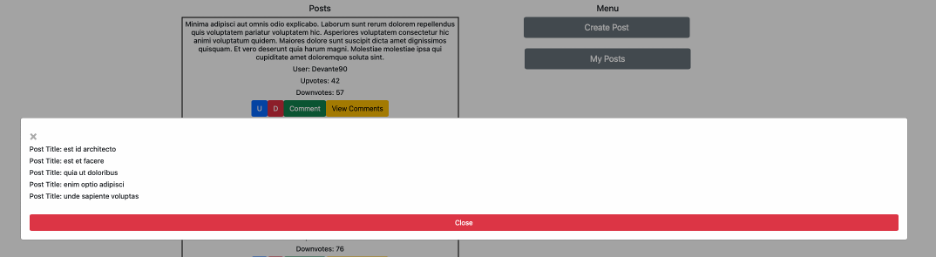 Posts
Menu
Minima adipisci aut omnis odio explicabo. Laborum sunt rerum dolorem repellendus
quis voluptatem pariatur voluptatem hic. Asperiores voluptatem consectetur hic
animi voluptatum quidem. Maiores dolore sunt suscipit dicta amet dignissimos
quisquam. Et vero deserunt quia harum magni. Molestiae molestiae ipsa qui
cupiditate amet doloremque soluta sint.
User: Devante90
Upvotes: 42
Downvotes: 57
U D Comment View Comments
Create Post
My Posts
×
Post Title: est id architecto
Post Title: est et facere
Post Title: quia ut doloribus
Post Title: enim optio adipisci
Post Title: unde sapiente voluptas
Close
Downvotes: 76